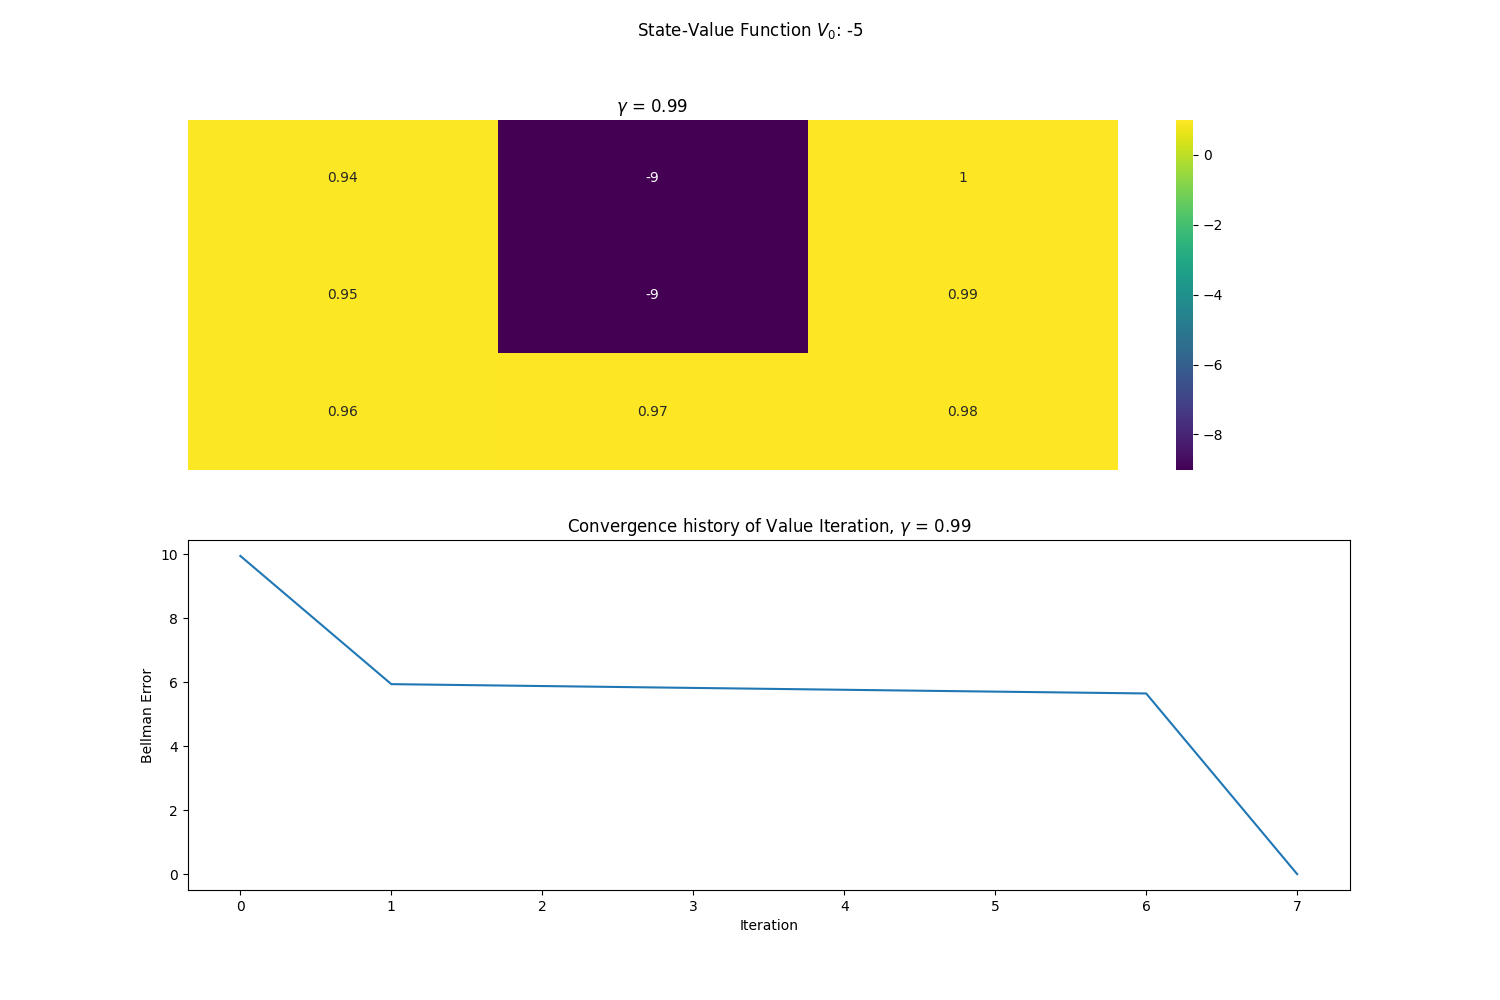 State-Value Function V₀: -5
γ = 0.99
0.94 -9 1
0.95 -9 0.99
0.96 0.97 0.98
0
−2
−4
−6
−8
Convergence history of Value Iteration, γ = 0.99
Bellman Error
10
8
6
4
2
0
0 1 2 3 4 5 6 7
Iteration